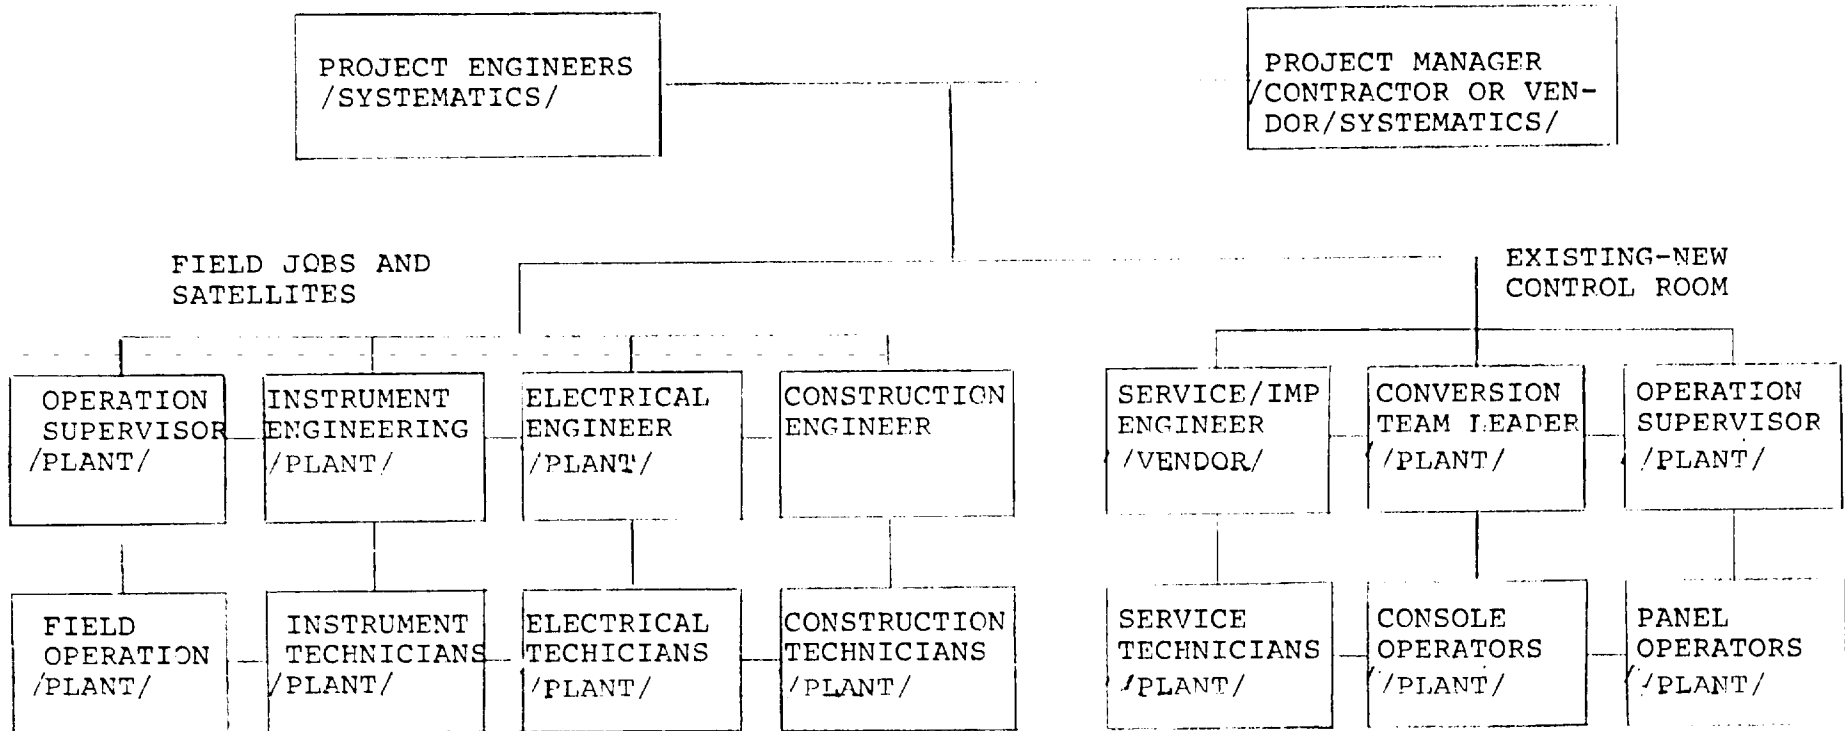 PROJECT ENGINEERS
/SYSTEMATICS/
PROJECT MANAGER
/CONTRACTOR OR VEN-
DOR/SYSTEMATICS/
FIELD JOBS AND
SATELLITES
EXISTING-NEW
CONTROL ROOM
OPERATION
SUPERVISOR
/PLANT/
INSTRUMENT
ENGINEERING
/PLANT/
ELECTRICAL
ENGINEER
/PLANT/
CONSTRUCTION
ENGINEER
SERVICE/IMP
ENGINEER
/VENDOR/
CONVERSION
TEAM LEADER
/PLANT/
OPERATION
SUPERVISOR
/PLANT/
FIELD
OPERATION
/PLANT/
INSTRUMENT
TECHNICIANS
/PLANT/
ELECTRICAL
TECHICIANS
/PLANT/
CONSTRUCTION
TECHNICIANS
/PLANT/
SERVICE
TECHNICIANS
/PLANT/
CONSOLE
OPERATORS
/PLANT/
PANEL
OPERATORS
/PLANT/